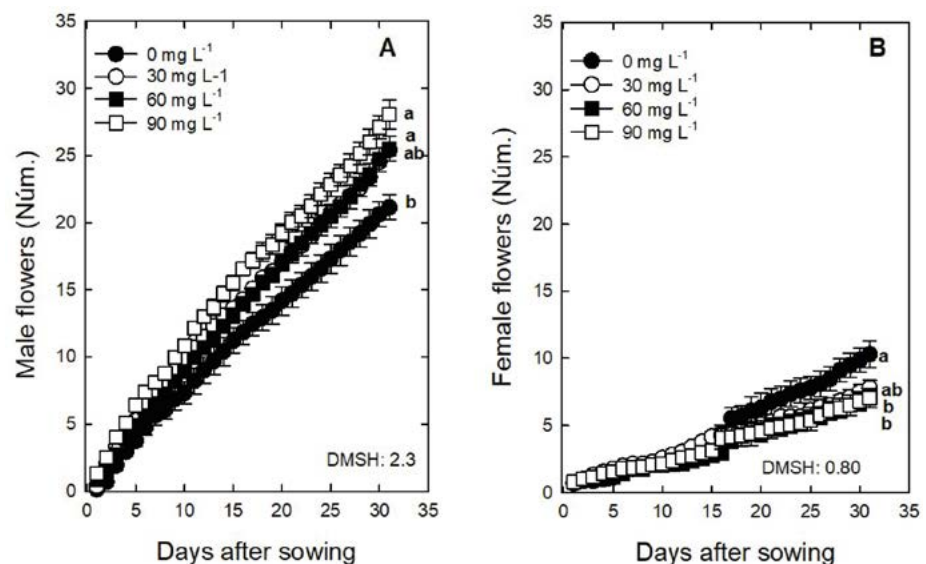 A
0 mg L⁻¹
30 mg L-1
60 mg L⁻¹
90 mg L⁻¹
a
a
ab
b
DMSH: 2.3
Male flowers (Núm.)
35
30
25
20
15
10
5
0
0 5 10 15 20 25 30 35
Days after sowing
B
0 mg L⁻¹
30 mg L⁻¹
60 mg L⁻¹
90 mg L⁻¹
a
ab
b
b
DMSH: 0.80
Female flowers (Núm.)
35
30
25
20
15
10
5
0
0 5 10 15 20 25 30 35
Days after sowing